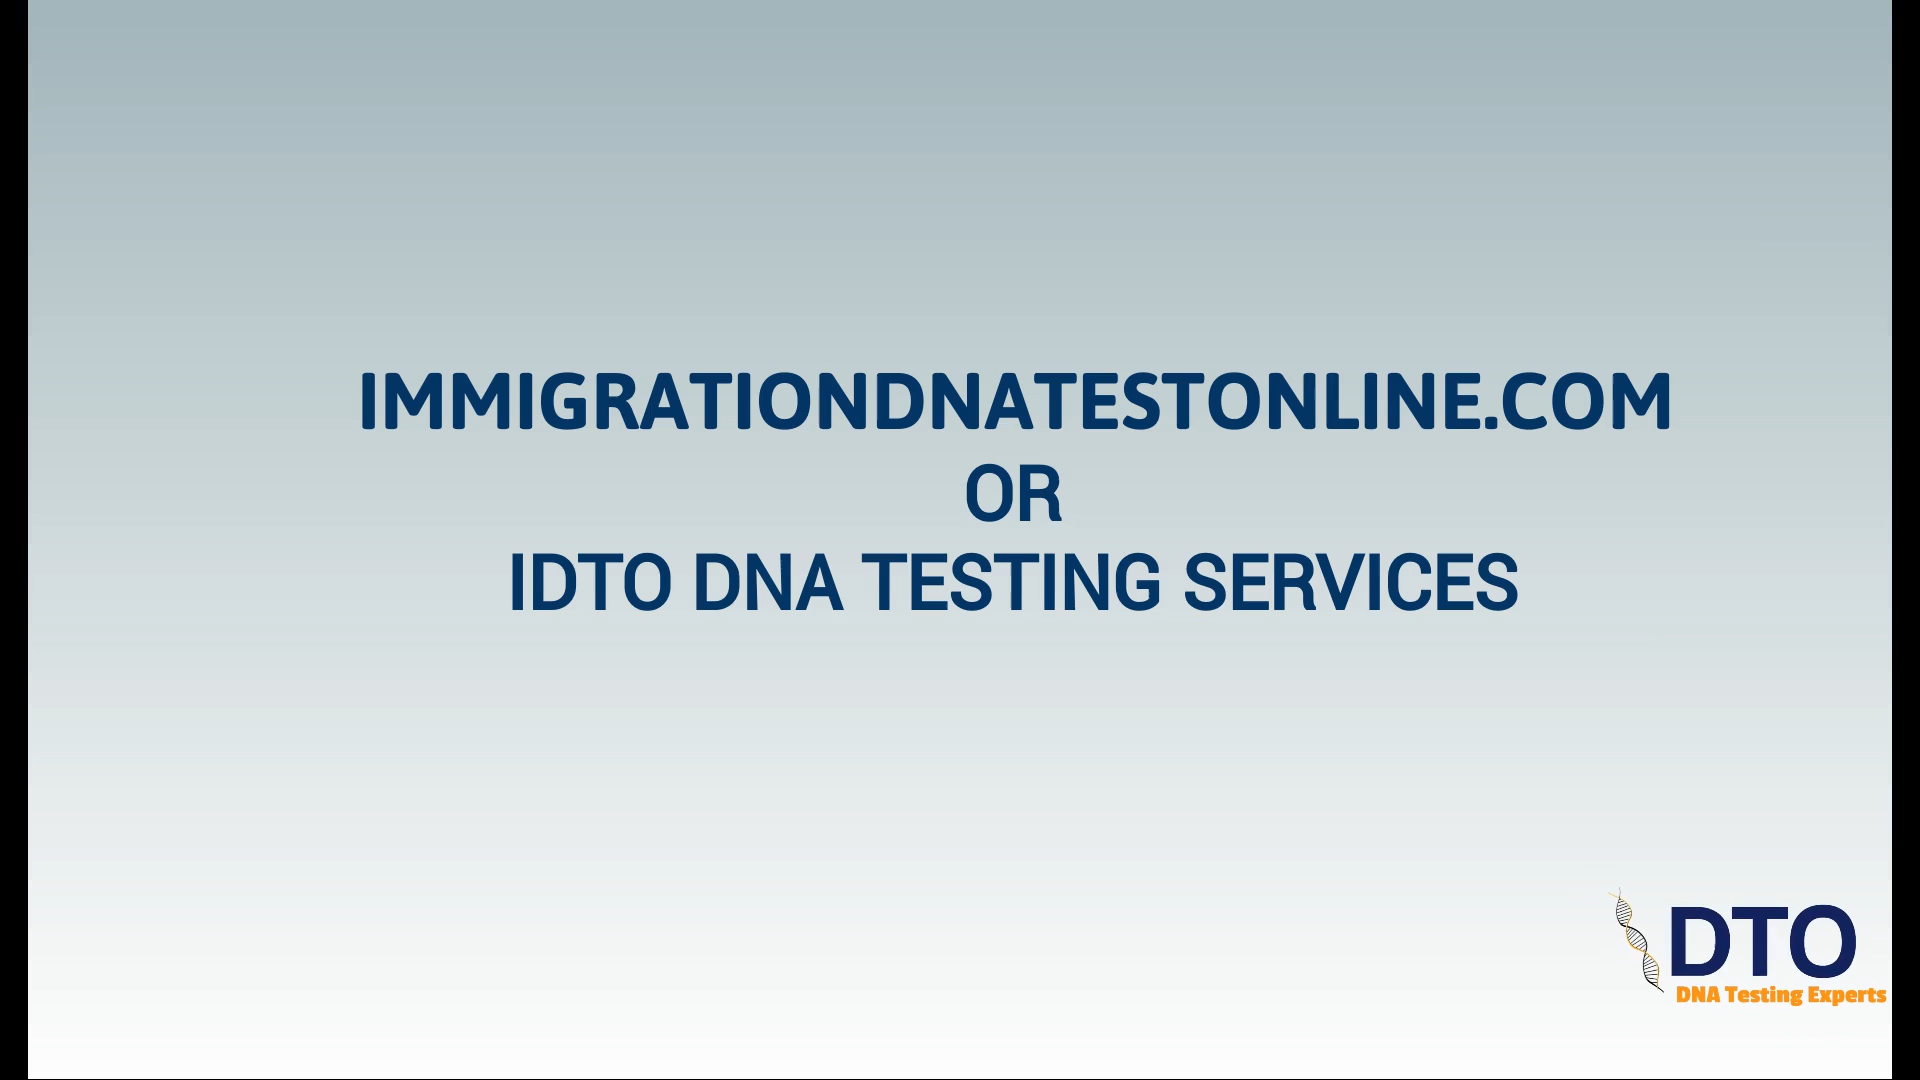 IMMIGRATIONDNATESTONLINE.COM
OR
IDTO DNA TESTING SERVICES
DTO
DNA Testing Experts